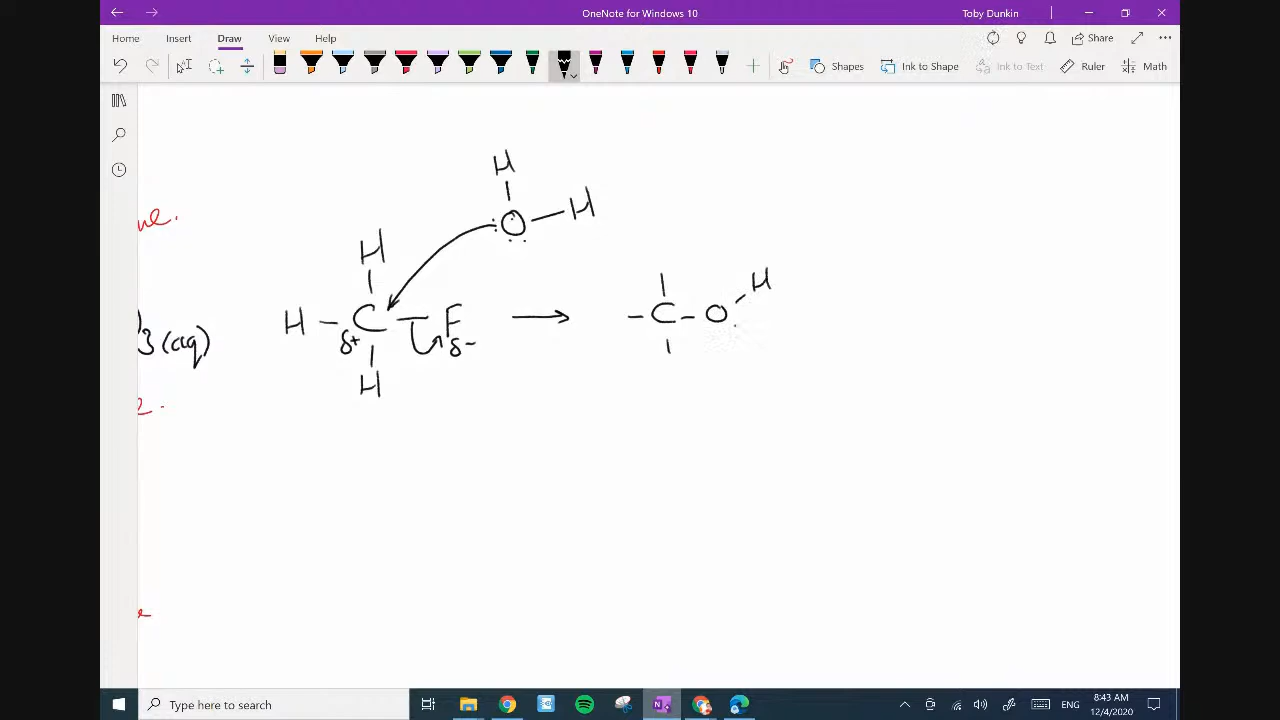 OneNote for Windows 10
Toby Dunkin
Home Insert Draw View Help
Share
Shapes
Ink to Shape
Ink to Text
Ruler
Math
H
O H
H
H C F
δ+ δ-
H
C O H
3 (aq)
Type here to search
ENG
8:43 AM
12/4/2020